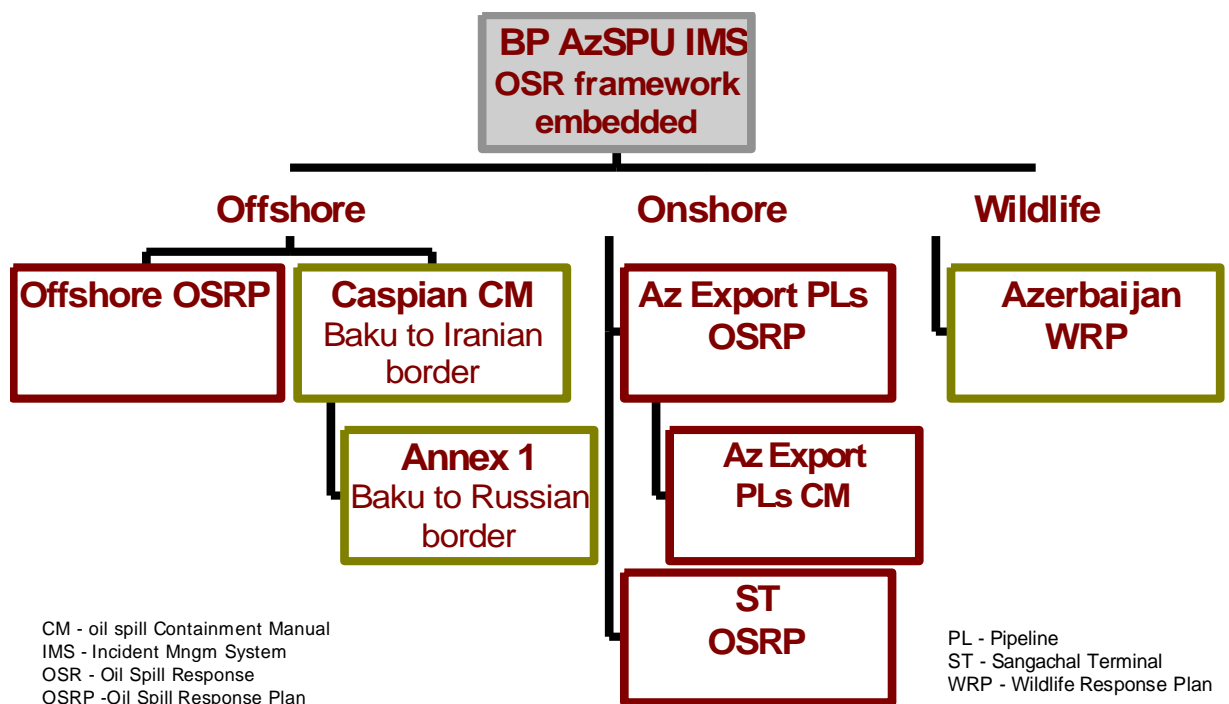 BP AzSPU IMS
OSR framework
embedded
Offshore
Onshore
Wildlife
Offshore OSRP
Caspian CM
Baku to Iranian
border
Az Export PLs
OSRP
Azerbaijan
WRP
Annex 1
Baku to Russian
border
Az Export
PLs CM
ST
OSRP
CM - oil spill Containment Manual
IMS - Incident Mngm System
OSR - Oil Spill Response
OSRP -Oil Spill Response Plan
PL - Pipeline
ST - Sangachal Terminal
WRP - Wildlife Response Plan